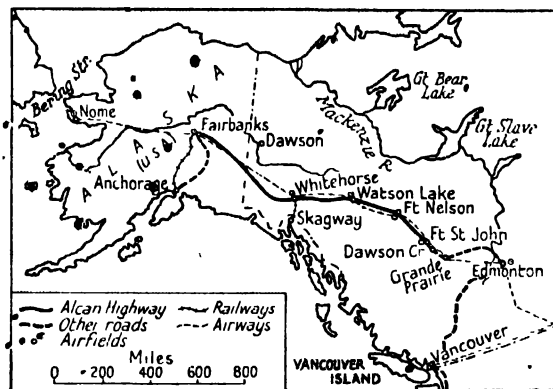 Bering Str.
Nome
ALASKA
(USA)
Anchorage
Fairbanks
Dawson
Mackenzie R.
Gt Bear
Lake
Gt Slave
Lake
Whitehorse
Skagway
Watson Lake
Ft Nelson
Ft St John
Dawson Cr
Grande
Prairie
Edmonton
Vancouver
VANCOUVER
ISLAND
Alcan Highway
Railways
Other roads
Airways
Airfields
Miles
0 200 400 600 800